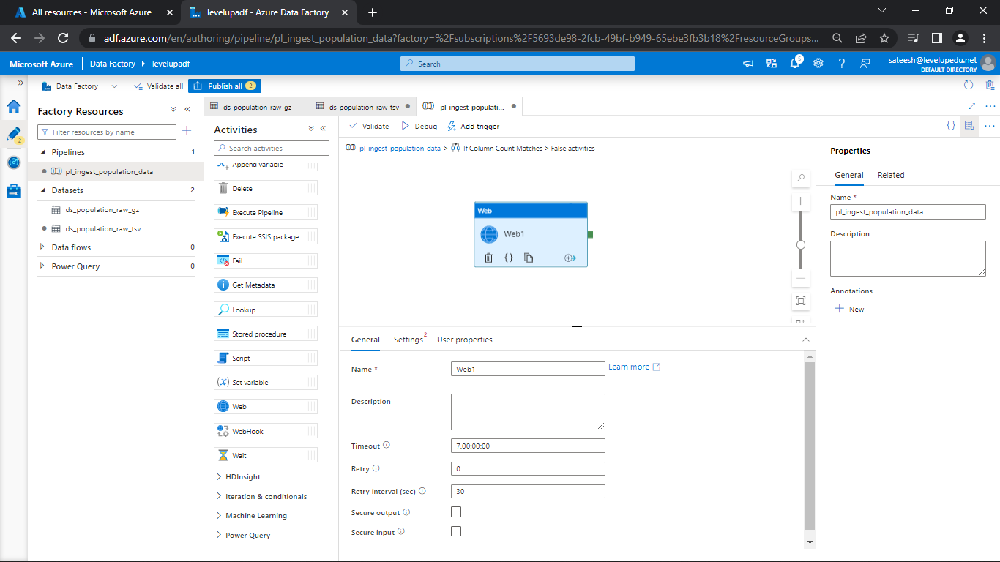 All resources - Microsoft Azure
levelupadf - Azure Data Factory
adf.azure.com/en/authoring/pipeline/pl_ingest_population_data?factory=%2Fsubscriptions%2F5693de98-2fcb-49bf-b949-65ebe3fb3b18%2FresourceGroups...
Microsoft Azure
Data Factory
levelupadf
Search
5
sateesh@levelupedu.net
DEFAULT DIRECTORY
Data Factory
Validate all
Publish all 2
2
Factory Resources
Filter resources by name
Pipelines 1
pl_ingest_population_data
Datasets 2
ds_population_raw_gz
ds_population_raw_tsv
Data flows 0
Power Query 0
ds_population_raw_gz
ds_population_raw_tsv
pl_ingest_populati...
Activities
Search activities
Append variable
Delete
Execute Pipeline
Execute SSIS package
Fail
Get Metadata
Lookup
Stored procedure
Script
(x) Set variable
Web
WebHook
Wait
HDInsight
Iteration & conditionals
Machine Learning
Power Query
Validate
Debug
Add trigger
{}
pl_ingest_population_data > If Column Count Matches > False activities
Web
Web1
{}
General
Settings 2
User properties
Name * Web1 Learn more
Description
Timeout 7.00:00:00
Retry 0
Retry interval (sec) 30
Secure output
Secure input
Properties
General
Related
Name *
pl_ingest_population_data
Description
Annotations
New